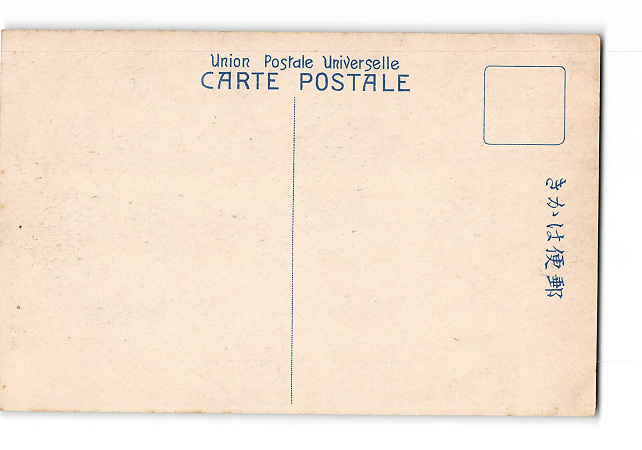 Union Postale Universelle
CARTE POSTALE
きかは便郵